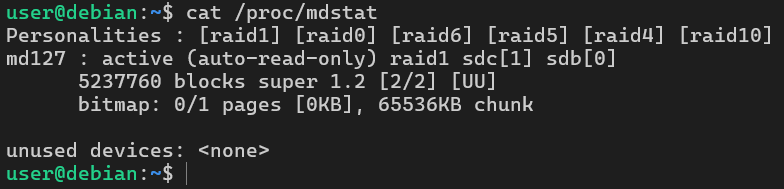 user@debian:~$ cat /proc/mdstat
Personalities : [raid1] [raid0] [raid6] [raid5] [raid4] [raid10]
md127 : active (auto-read-only) raid1 sdc[1] sdb[0]
      5237760 blocks super 1.2 [2/2] [UU]
      bitmap: 0/1 pages [0KB], 65536KB chunk

unused devices: <none>
user@debian:~$